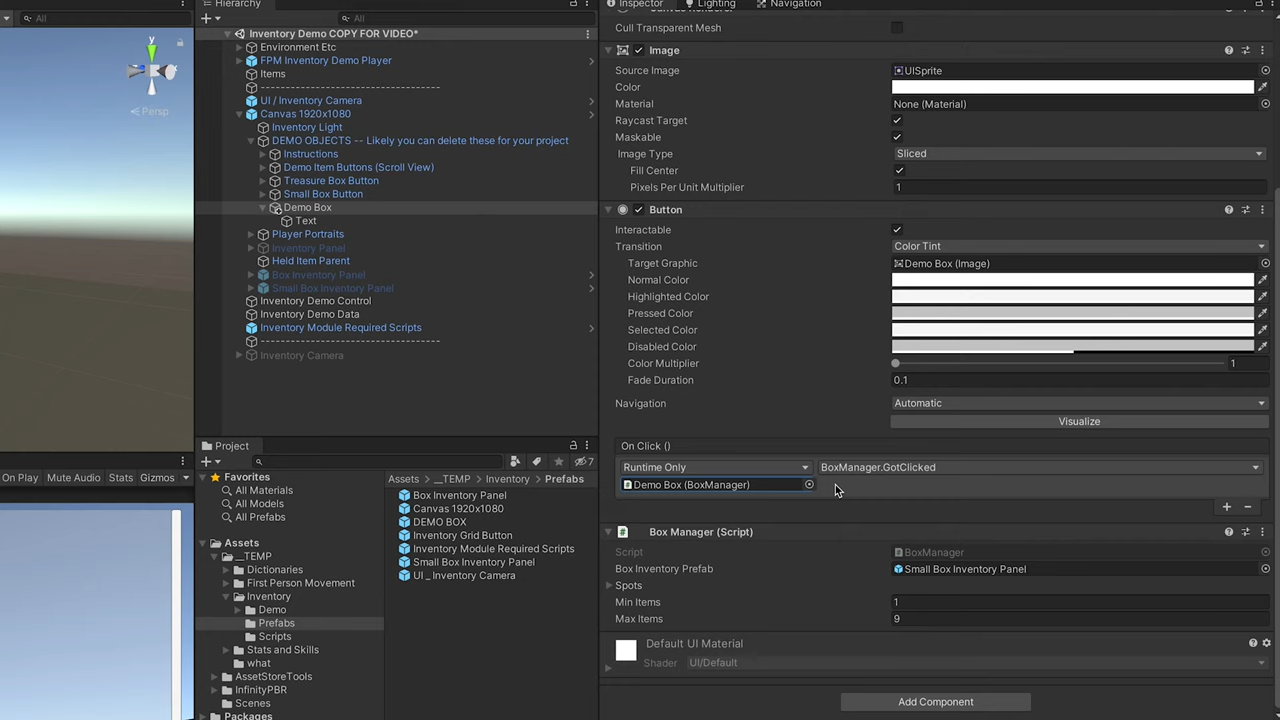 All
Hierarchy
All
Inspector
Lighting
Navigation
y
x
Persp
Inventory Demo COPY FOR VIDEO*
Environment Etc
FPM Inventory Demo Player
Items
----------------------------------
UI / Inventory Camera
Canvas 1920x1080
Inventory Light
DEMO OBJECTS -- Likely you can delete these for your project
Instructions
Demo Item Buttons (Scroll View)
Treasure Box Button
Small Box Button
Demo Box
Text
Player Portraits
Inventory Panel
Held Item Parent
Box Inventory Panel
Small Box Inventory Panel
Inventory Demo Control
Inventory Demo Data
Inventory Module Required Scripts
----------------------------------
Inventory Camera
Cull Transparent Mesh
Image
Source Image
UISprite
Color
Material
None (Material)
Raycast Target
Maskable
Image Type
Sliced
Fill Center
Pixels Per Unit Multiplier
1
Button
Interactable
Transition
Color Tint
Target Graphic
Demo Box (Image)
Normal Color
Highlighted Color
Pressed Color
Selected Color
Disabled Color
Color Multiplier
1
Fade Duration
0.1
Navigation
Automatic
Visualize
On Click ()
Runtime Only
BoxManager.GotClicked
Demo Box (BoxManager)
Box Manager (Script)
Script
BoxManager
Box Inventory Prefab
Small Box Inventory Panel
Spots
Min Items
1
Max Items
9
Default UI Material
Shader
UI/Default
Add Component
On Play
Mute Audio
Stats
Gizmos
Project
7
Favorites
All Materials
All Models
All Prefabs
Assets
__TEMP
Dictionaries
First Person Movement
Inventory
Demo
Prefabs
Scripts
Stats and Skills
what
AssetStoreTools
InfinityPBR
Scenes
Packages
Assets > __TEMP > Inventory > Prefabs
Box Inventory Panel
Canvas 1920x1080
DEMO BOX
Inventory Grid Button
Inventory Module Required Scripts
Small Box Inventory Panel
UI _ Inventory Camera